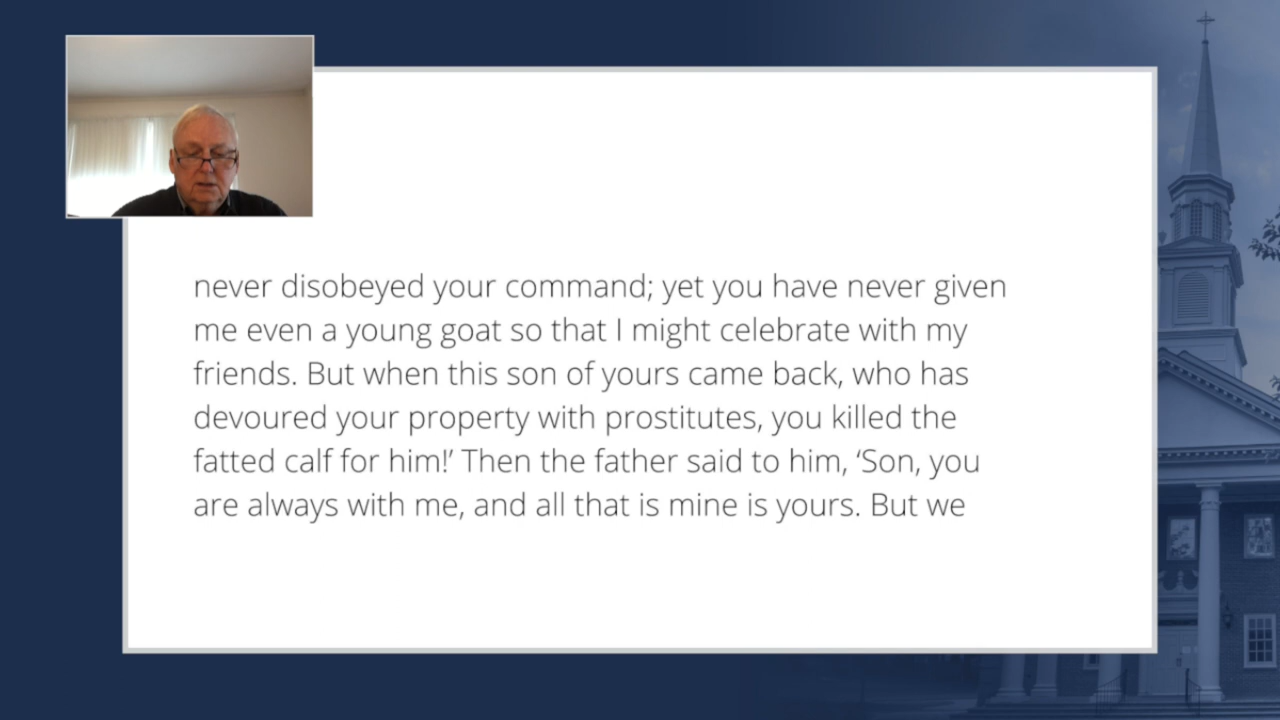 never disobeyed your command; yet you have never given
me even a young goat so that I might celebrate with my
friends. But when this son of yours came back, who has
devoured your property with prostitutes, you killed the
fatted calf for him!’ Then the father said to him, ‘Son, you
are always with me, and all that is mine is yours. But we